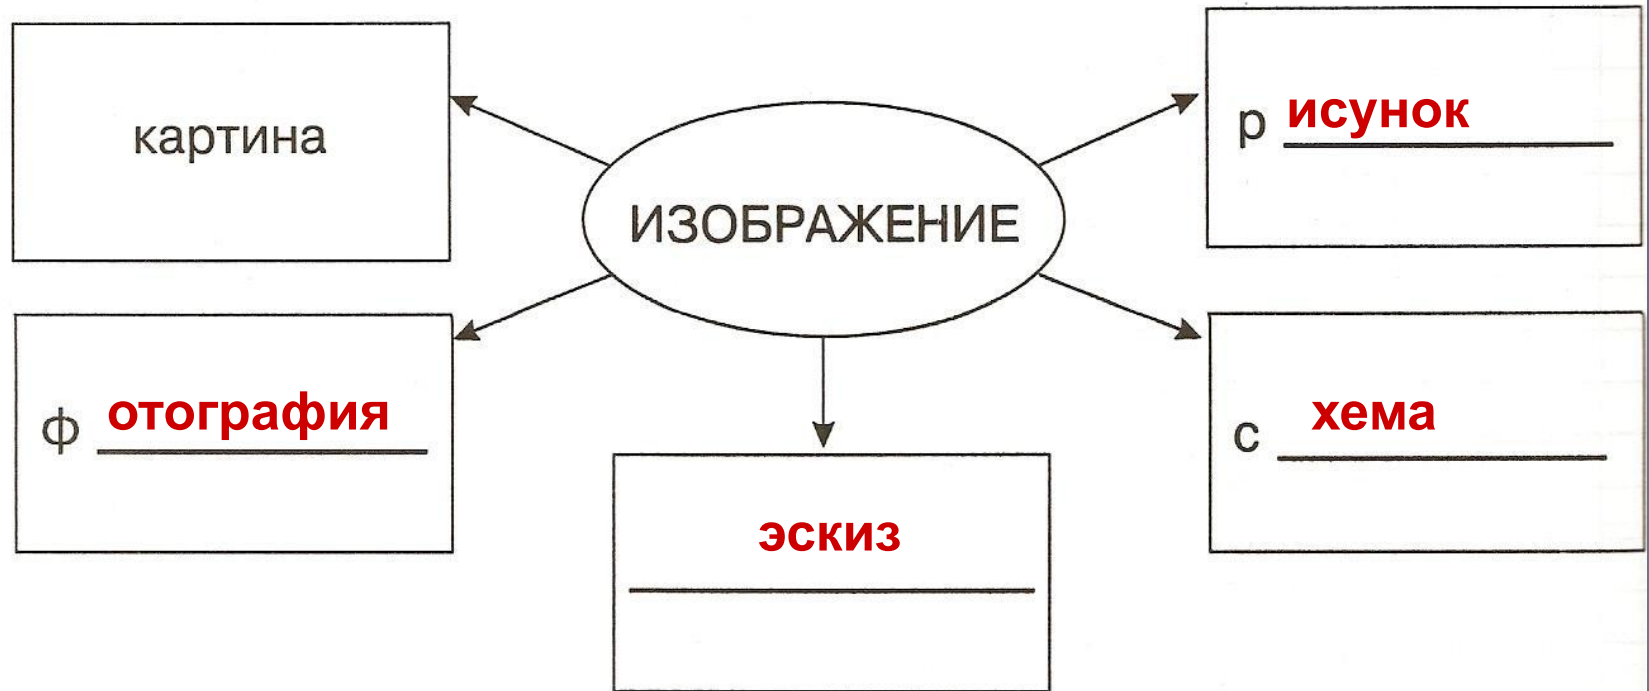 картина
р исунок
ИЗОБРАЖЕНИЕ
ф отография
с хема
эскиз